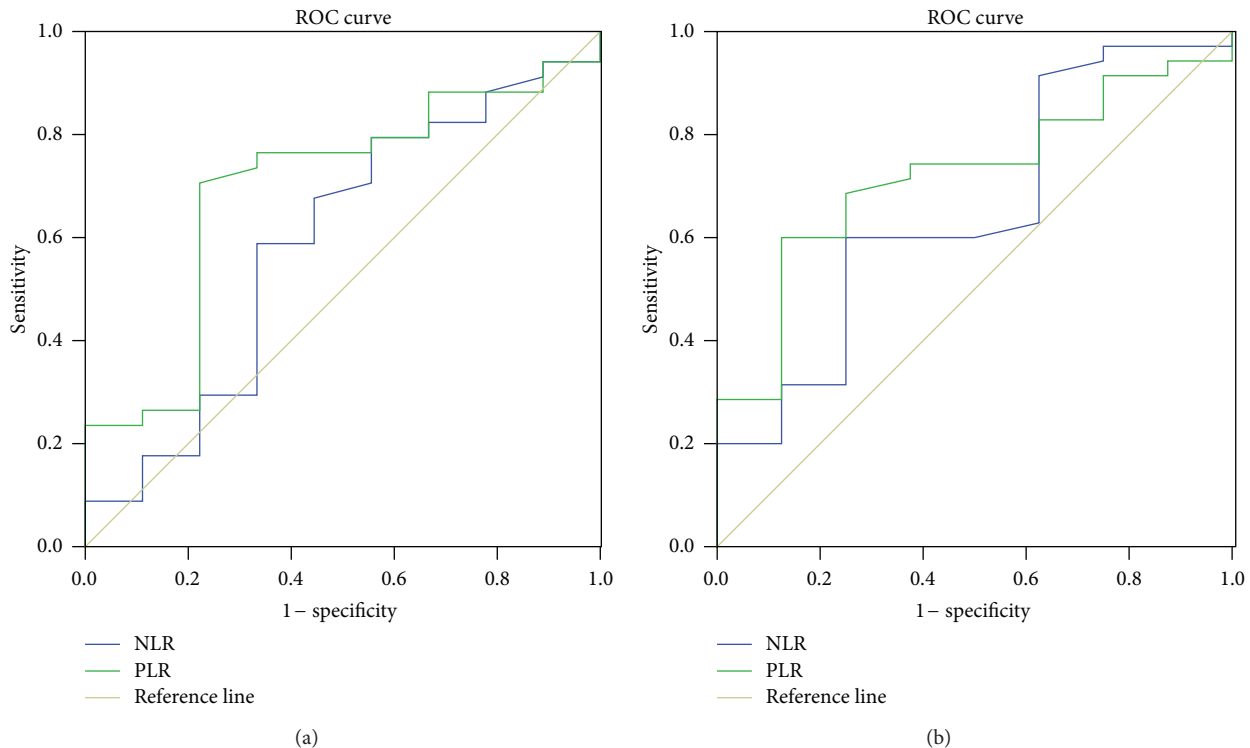 ROC curve
1.0
0.8
0.6
0.4
0.2
0.0
Sensitivity
0.0 0.2 0.4 0.6 0.8 1.0
1− specificity
NLR
PLR
Reference line
(a)
ROC curve
1.0
0.8
0.6
0.4
0.2
0.0
Sensitivity
0.0 0.2 0.4 0.6 0.8 1.0
1− specificity
NLR
PLR
Reference line
(b)